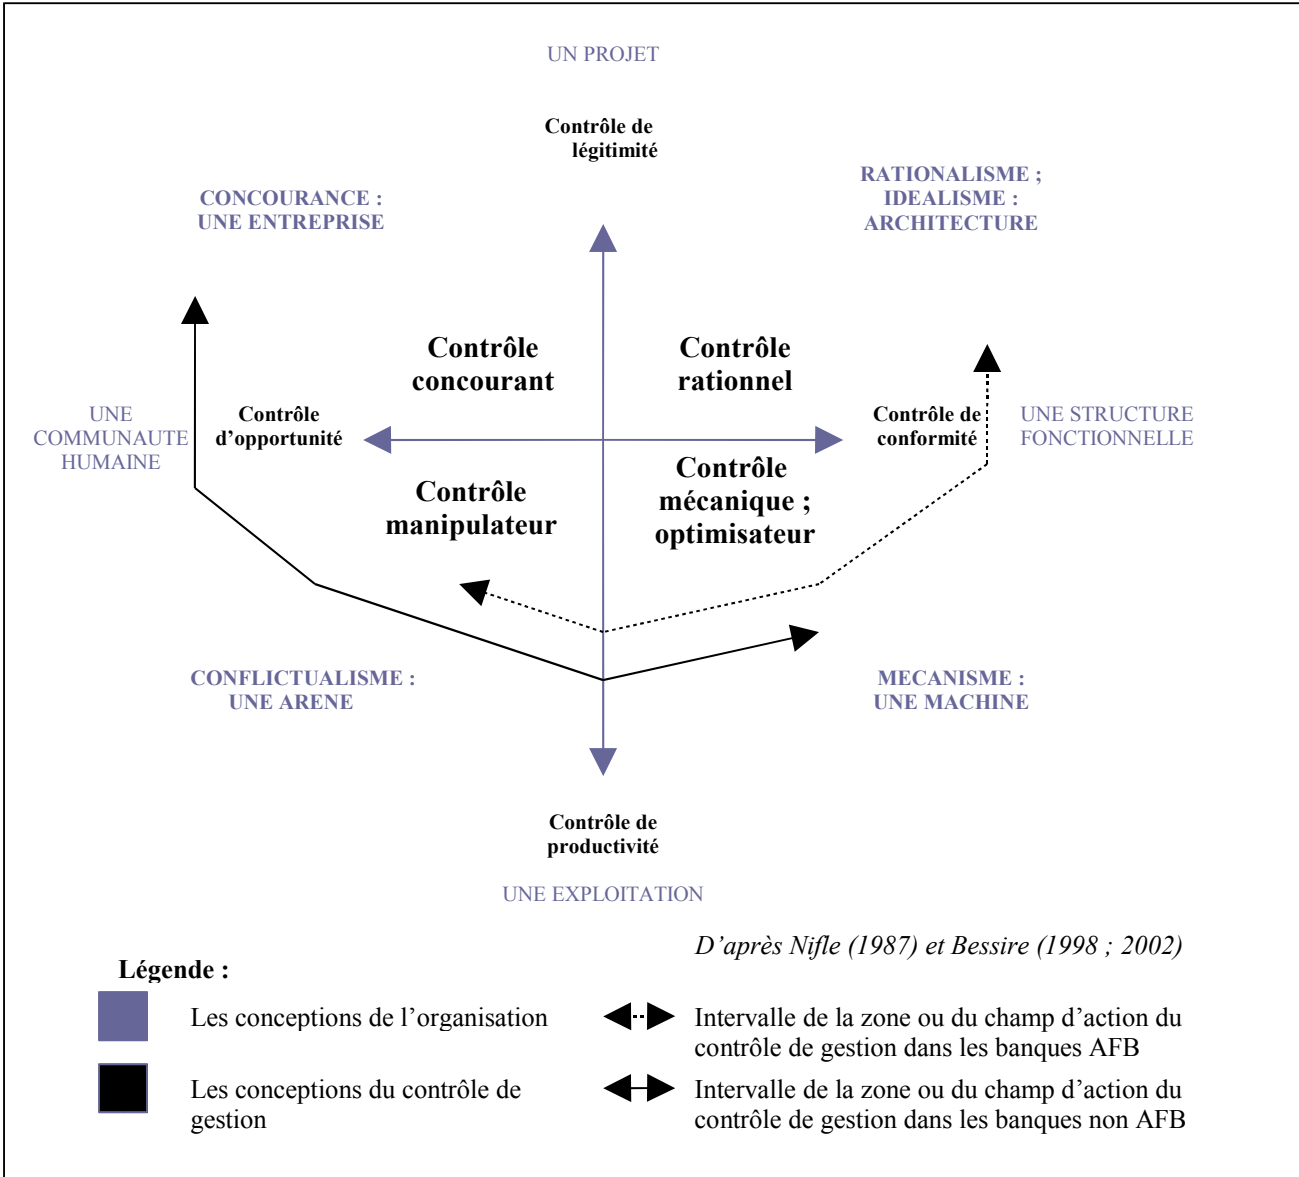 UN PROJET
Contrôle de
légitimité
CONCOURANCE :
UNE ENTREPRISE
RATIONALISME ;
IDEALISME :
ARCHITECTURE
Contrôle
concourant
Contrôle
rationnel
UNE
COMMUNAUTE
HUMAINE
Contrôle
d’opportunité
Contrôle de
conformité
UNE STRUCTURE
FONCTIONNELLE
Contrôle
manipulateur
Contrôle
mécanique ;
optimisateur
CONFLICTUALISME :
UNE ARENE
MECANISME :
UNE MACHINE
Contrôle de
productivité
UNE EXPLOITATION
D’après Nifle (1987) et Bessire (1998 ; 2002)
Légende :
Les conceptions de l’organisation
Intervalle de la zone ou du champ d’action du
contrôle de gestion dans les banques AFB
Les conceptions du contrôle de
gestion
Intervalle de la zone ou du champ d’action du
contrôle de gestion dans les banques non AFB